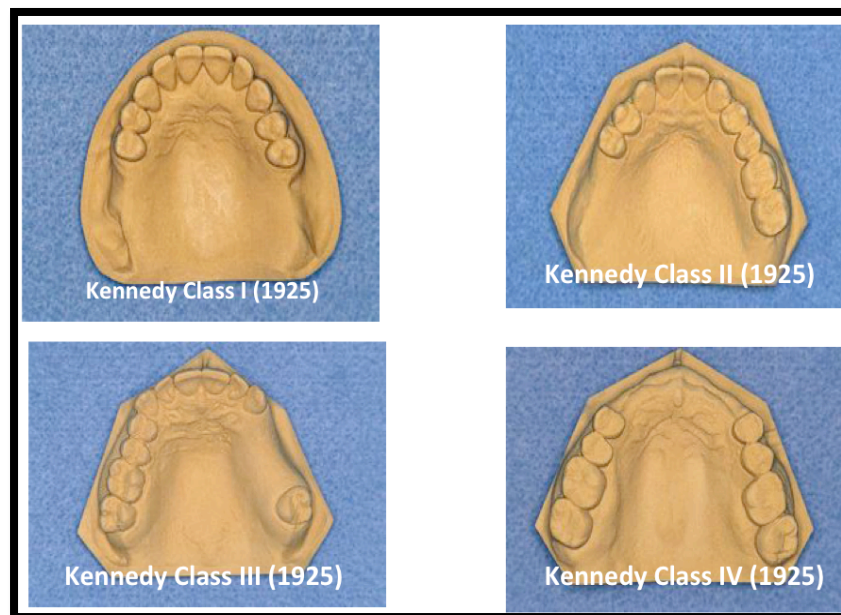 Kennedy Class I (1925)
Kennedy Class II (1925)
Kennedy Class III (1925)
Kennedy Class IV (1925)